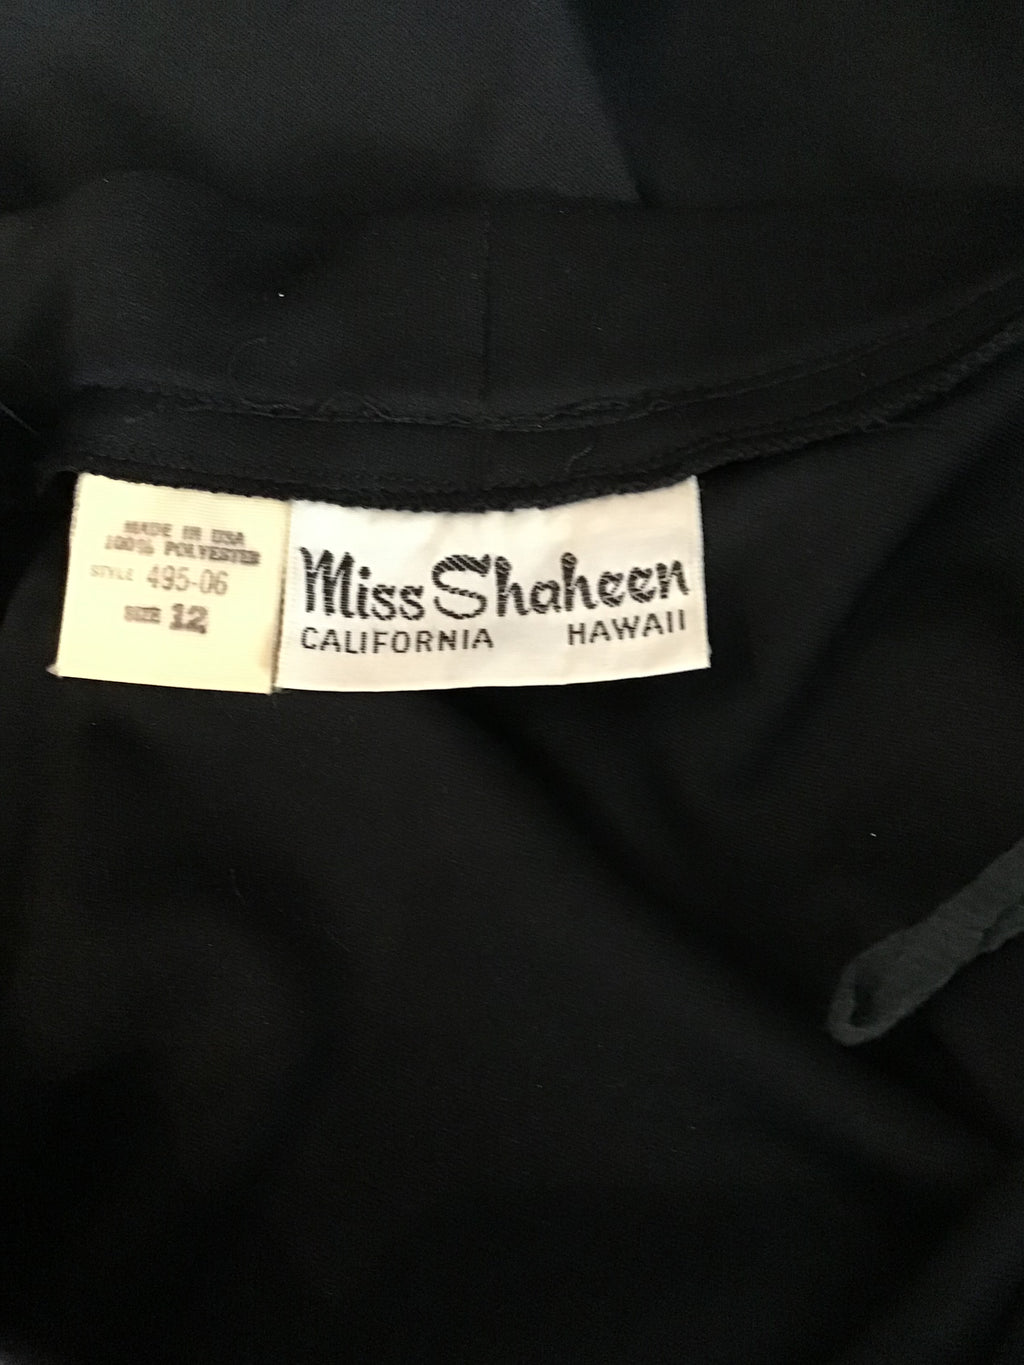 MADE IN USA
100% POLYESTER
STYLE 495-06
SIZE 12
Miss Shaheen
CALIFORNIA HAWAII